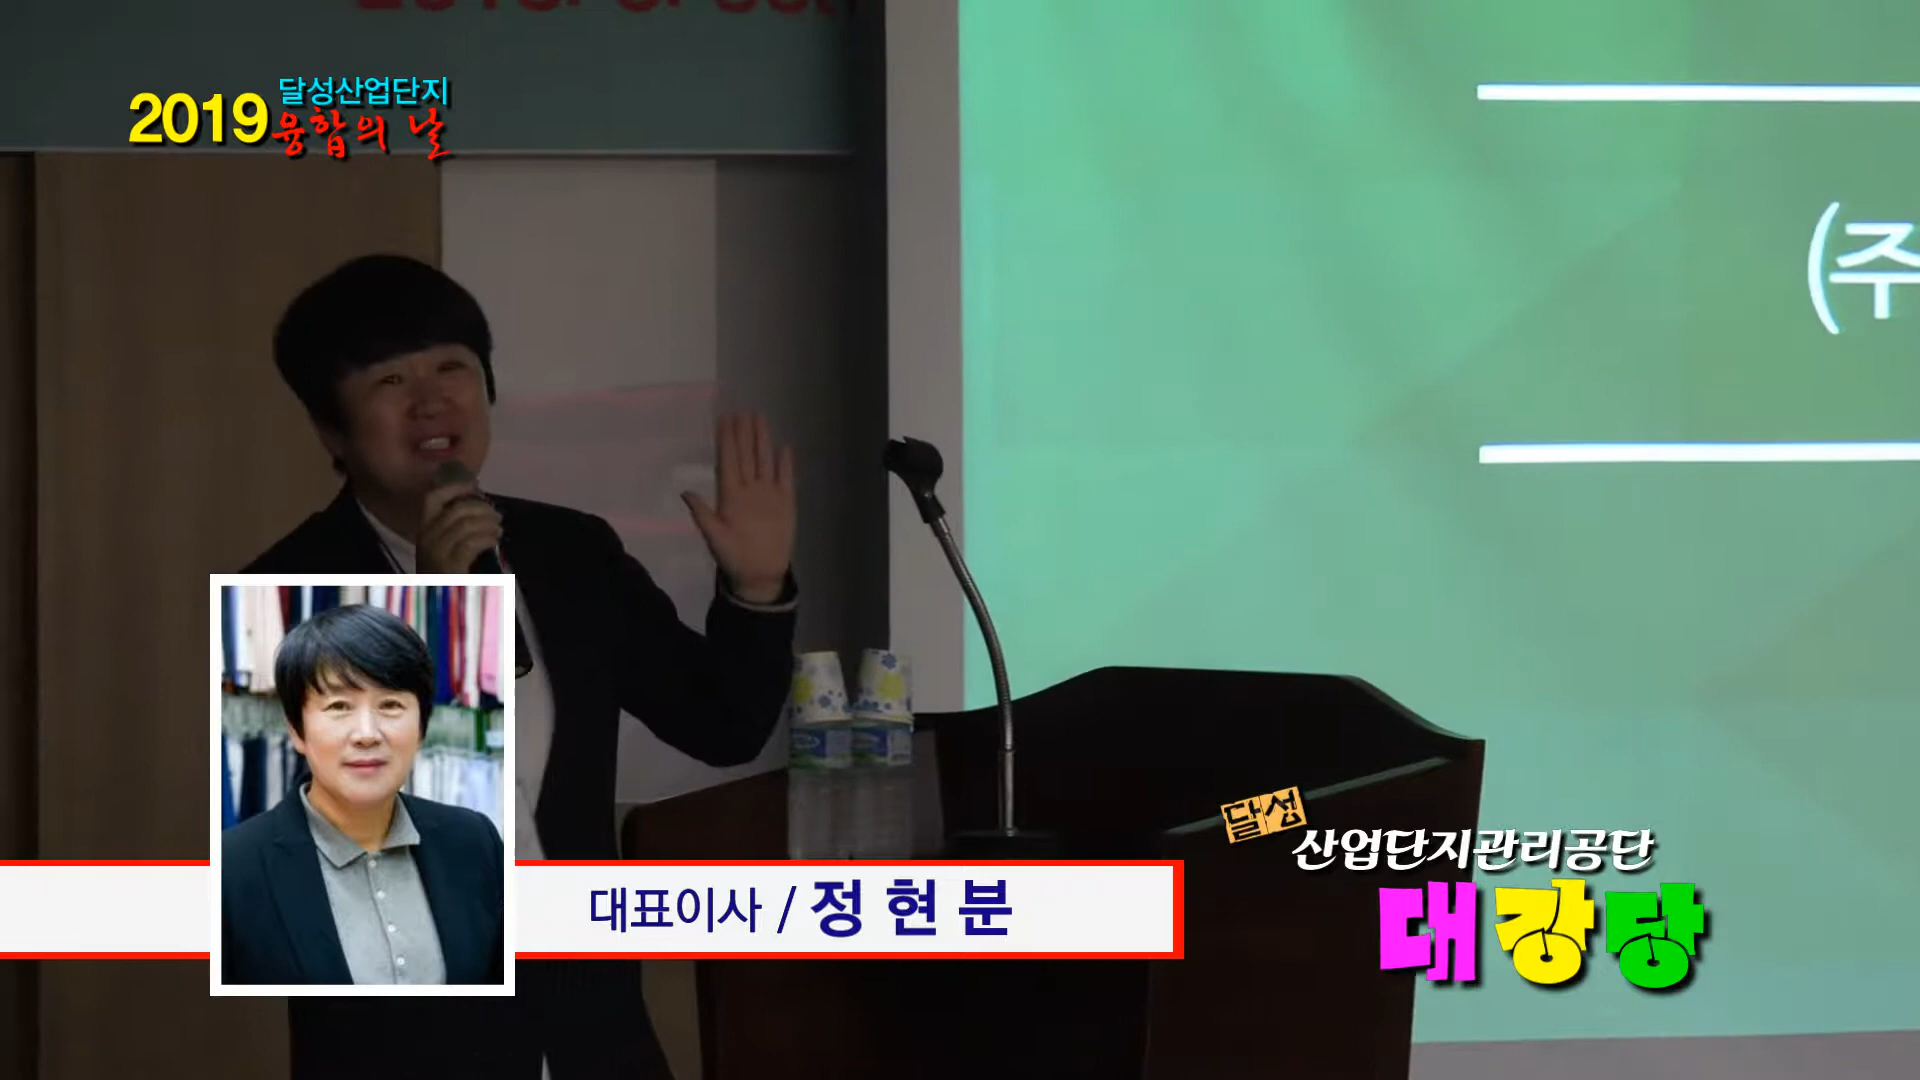 달성산업단지
2019 융합의 날
(주
대표이사 / 정 현 분
달성
산업단지관리공단
대강당